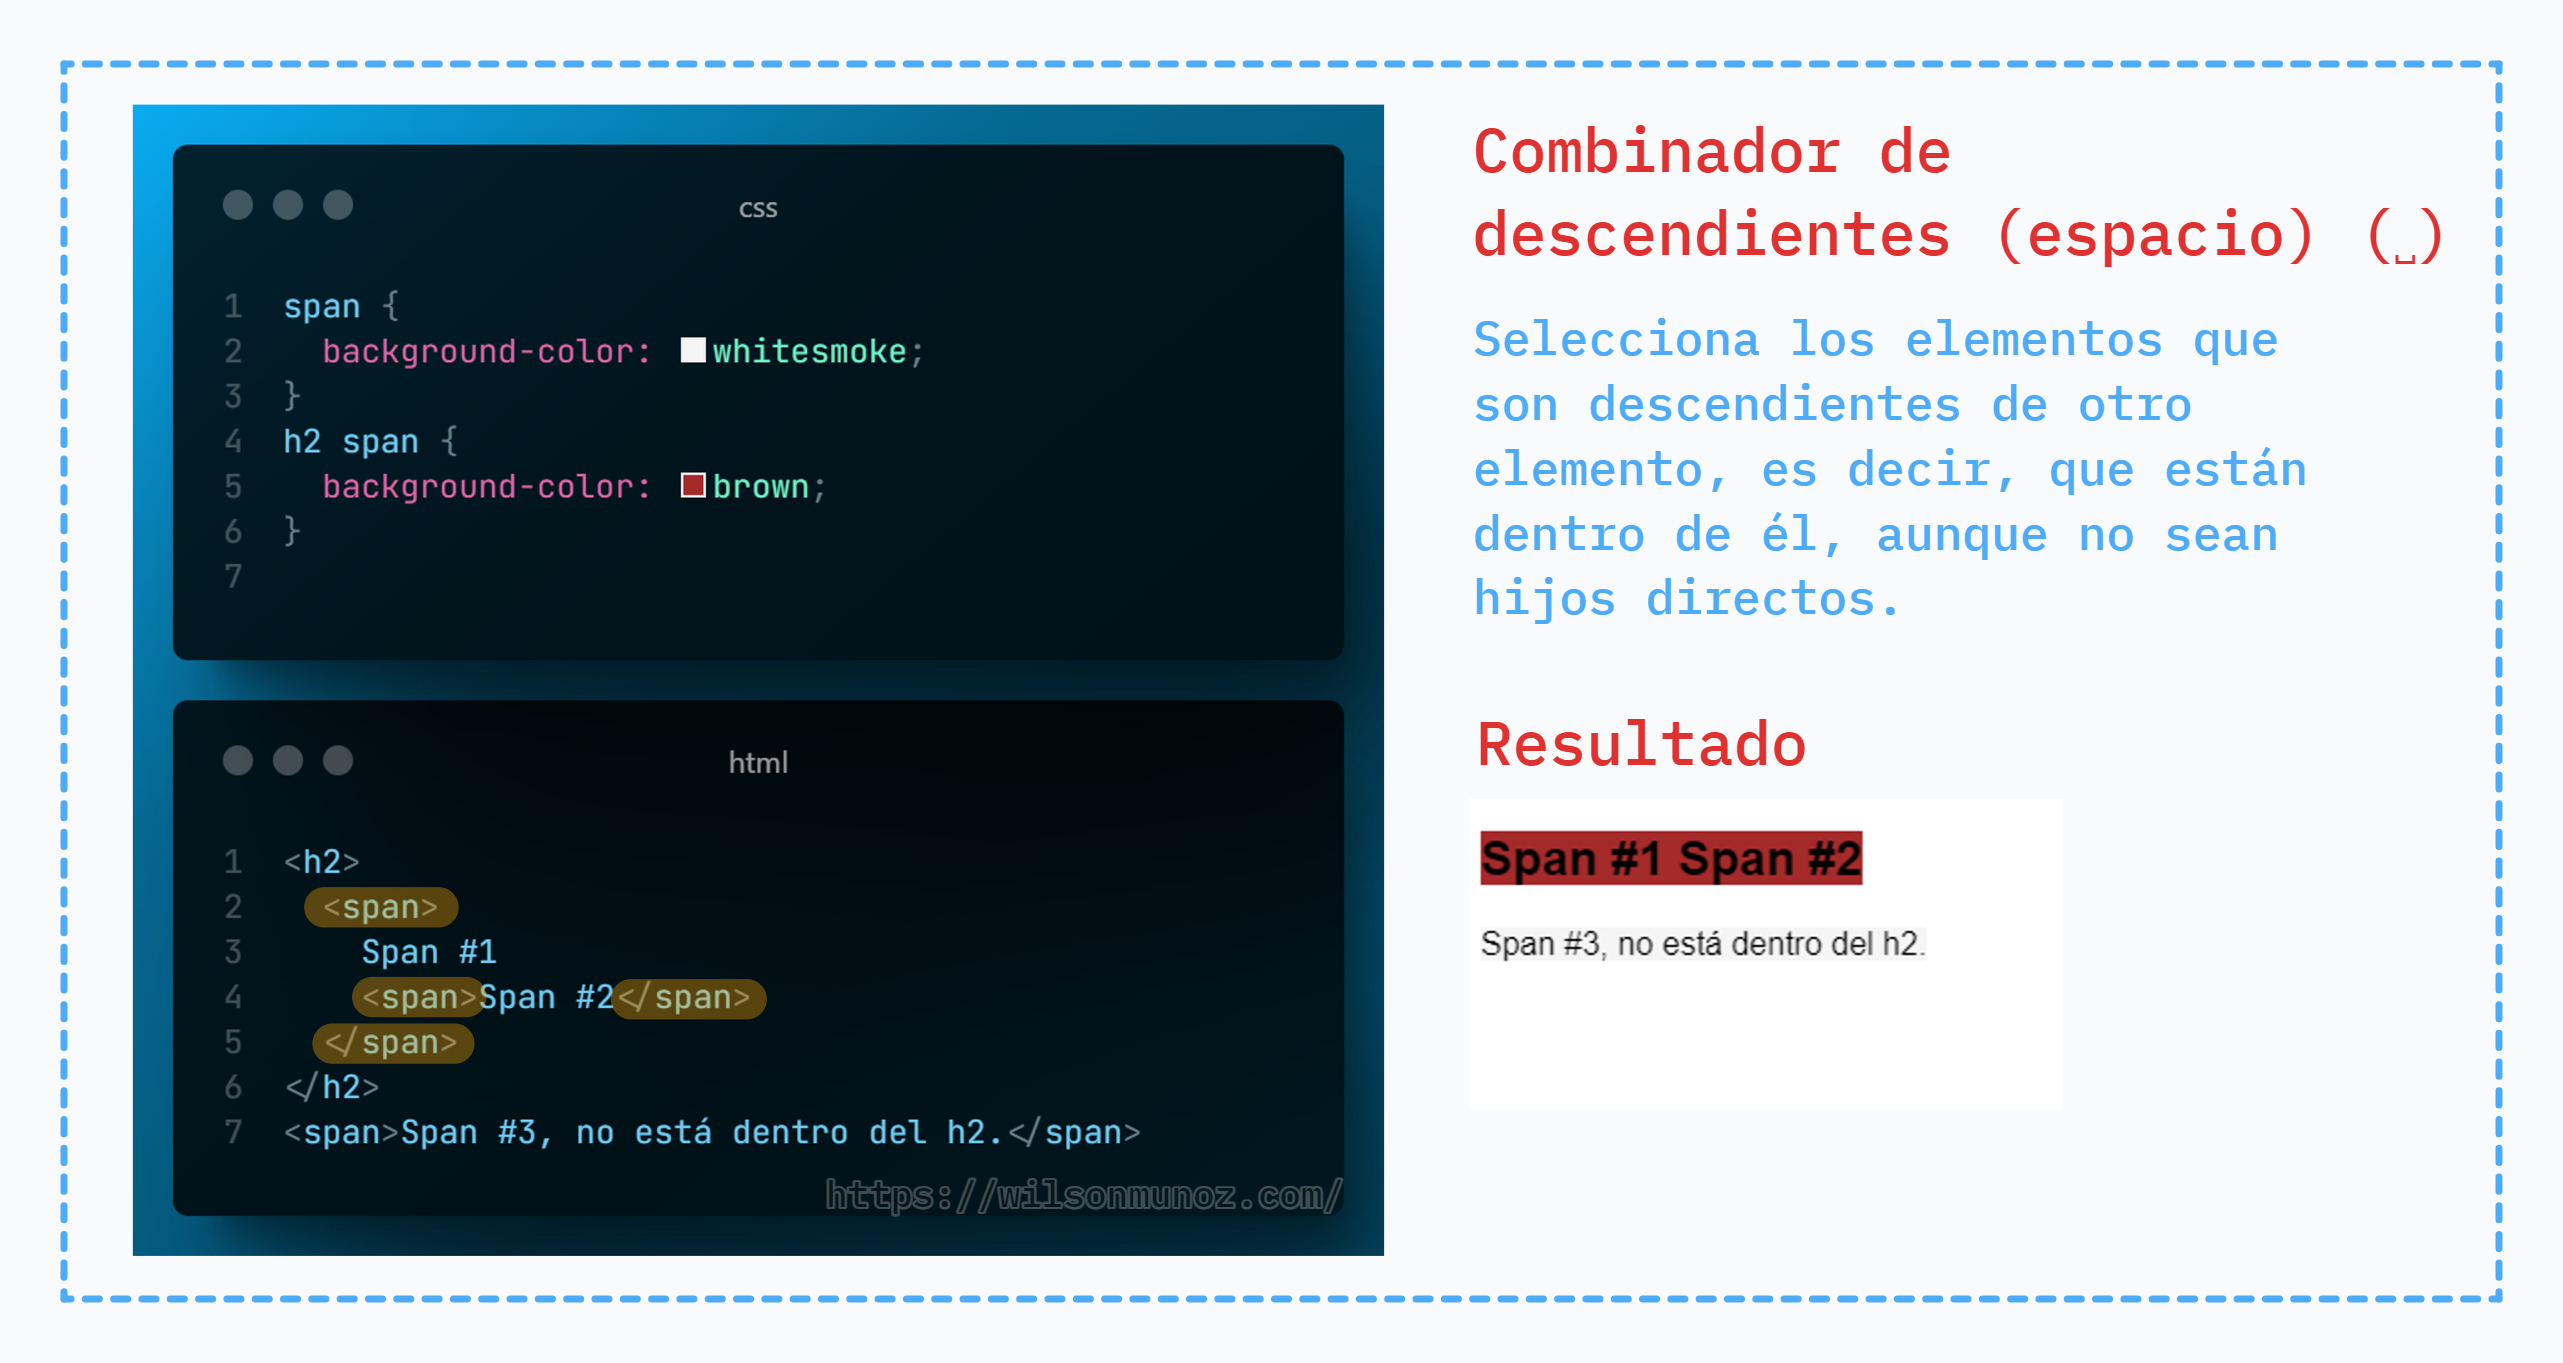 css
1 span {
2 background-color: whitesmoke;
3 }
4 h2 span {
5 background-color: brown;
6 }
7
html
1 <h2>
2 <span>
3 Span #1
4 <span>Span #2</span>
5 </span>
6 </h2>
7 <span>Span #3, no está dentro del h2.</span>
https://wilsonmunoz.com/
Combinador de
descendientes (espacio) (␣)
Selecciona los elementos que
son descendientes de otro
elemento, es decir, que están
dentro de él, aunque no sean
hijos directos.
Resultado
Span #1 Span #2
Span #3, no está dentro del h2.